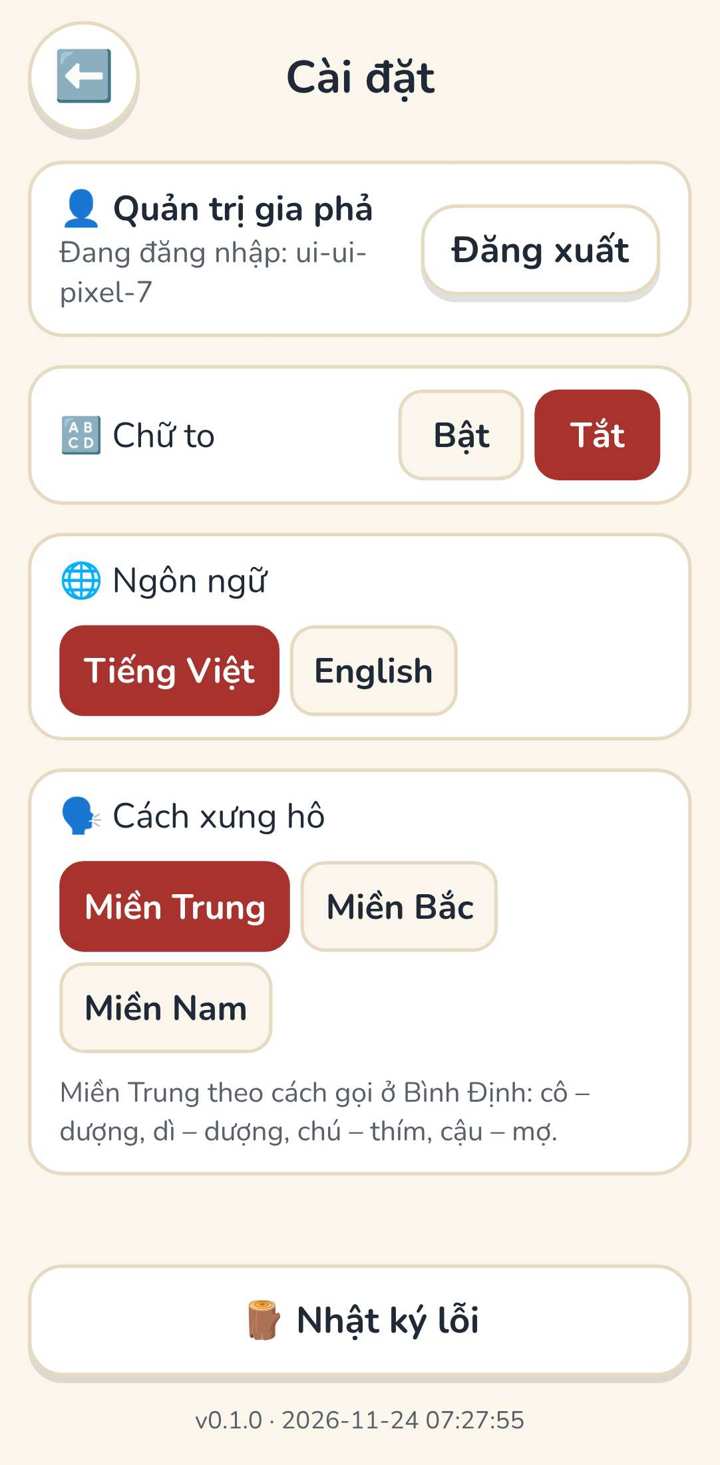 Cài đặt
Quản trị gia phả
Đang đăng nhập: ui-ui-
pixel-7
Đăng xuất
Chữ to
Bật
Tắt
Ngôn ngữ
Tiếng Việt
English
Cách xưng hô
Miền Trung
Miền Bắc
Miền Nam
Miền Trung theo cách gọi ở Bình Định: cô –
dượng, dì – dượng, chú – thím, cậu – mợ.
Nhật ký lỗi
v0.1.0 · 2026-11-24 07:27:55